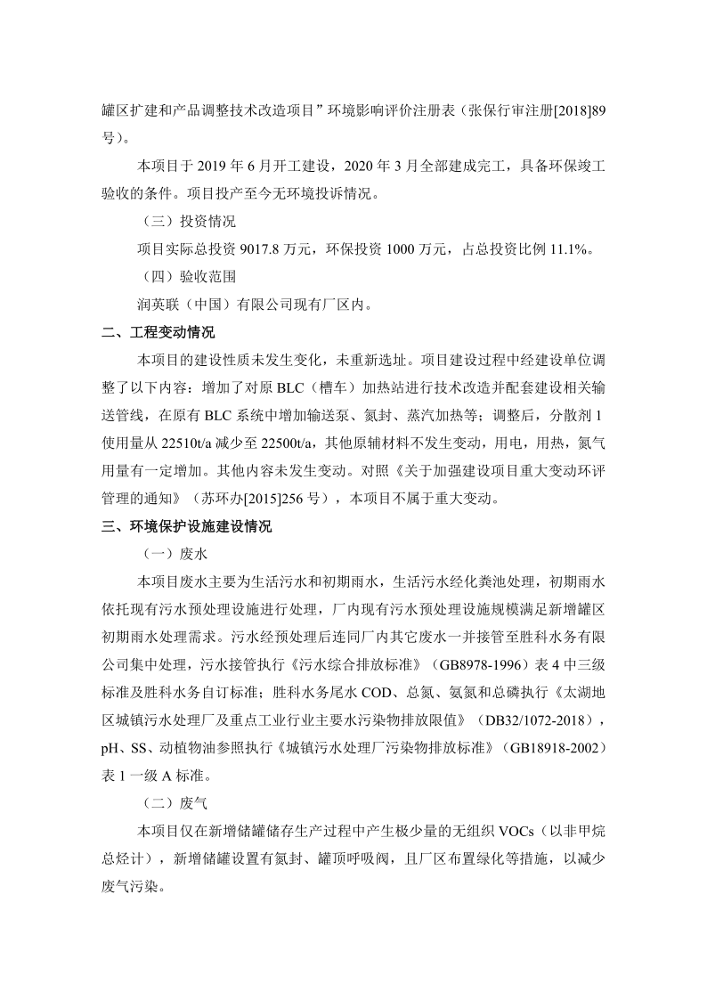 罐区扩建和产品调整技术改造项目”环境影响评价注册表（张保行审注册[2018]89
号）。
本项目于 2019 年 6 月开工建设，2020 年 3 月全部建成完工，具备环保竣工
验收的条件。项目投产至今无环境投诉情况。
（三）投资情况
项目实际总投资 9017.8 万元，环保投资 1000 万元，占总投资比例 11.1%。
（四）验收范围
润英联（中国）有限公司现有厂区内。
二、工程变动情况
本项目的建设性质未发生变化，未重新选址。项目建设过程中经建设单位调
整了以下内容：增加了对原 BLC（槽车）加热站进行技术改造并配套建设相关输
送管线，在原有 BLC 系统中增加输送泵、氮封、蒸汽加热等；调整后，分散剂 1
使用量从 22510t/a 减少至 22500t/a，其他原辅材料不发生变动，用电，用热，氮气
用量有一定增加。其他内容未发生变动。对照《关于加强建设项目重大变动环评
管理的通知》（苏环办[2015]256 号），本项目不属于重大变动。
三、环境保护设施建设情况
（一）废水
本项目废水主要为生活污水和初期雨水，生活污水经化粪池处理，初期雨水
依托现有污水预处理设施进行处理，厂内现有污水预处理设施规模满足新增罐区
初期雨水处理需求。污水经预处理后连同厂内其它废水一并接管至胜科水务有限
公司集中处理，污水接管执行《污水综合排放标准》（GB8978-1996）表 4 中三级
标准及胜科水务自订标准；胜科水务尾水 COD、总氮、氨氮和总磷执行《太湖地
区城镇污水处理厂及重点工业行业主要水污染物排放限值》（DB32/1072-2018），
pH、SS、动植物油参照执行《城镇污水处理厂污染物排放标准》（GB18918-2002）
表 1 一级 A 标准。
（二）废气
本项目仅在新增储罐储存生产过程中产生极少量的无组织 VOCs（以非甲烷
总烃计），新增储罐设置有氮封、罐顶呼吸阀，且厂区布置绿化等措施，以减少
废气污染。